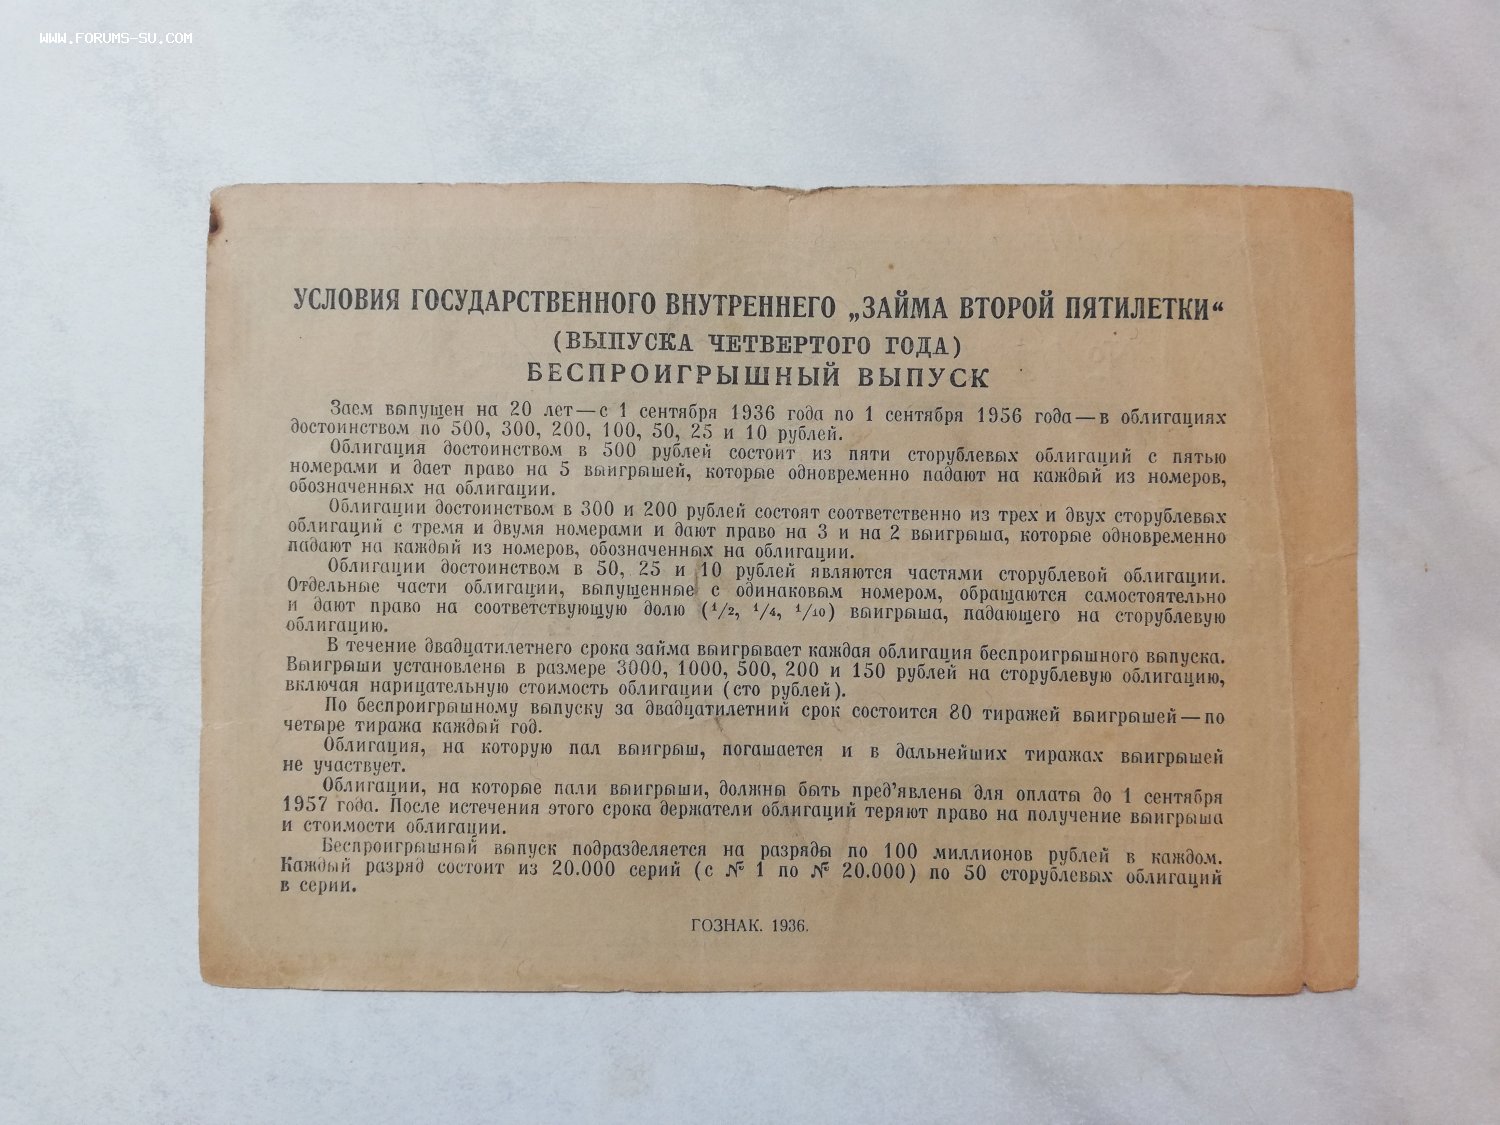 WWW.FORUMS-SU.COM
УСЛОВИЯ ГОСУДАРСТВЕННОГО ВНУТРЕННЕГО „ЗАЙМА ВТОРОЙ ПЯТИЛЕТКИ“
(ВЫПУСКА ЧЕТВЕРТОГО ГОДА)
БЕСПРОИГРЫШНЫЙ ВЫПУСК
Заем выпущен на 20 лет—с 1 сентября 1936 года по 1 сентября 1956 года—в облигациях
достоинством по 500, 300, 200, 100, 50, 25 и 10 рублей.
Облигация достоинством в 500 рублей состоит из пяти сторублевых облигаций с пятью
номерами и дает право на 5 выигрышей, которые одновременно падают на каждый из номеров,
обозначенных на облигации.
Облигации достоинством в 300 и 200 рублей состоят соответственно из трех и двух сторублевых
облигаций с тремя и двумя номерами и дают право на 3 и на 2 выигрыша, которые одновременно
падают на каждый из номеров, обозначенных на облигации.
Облигации достоинством в 50, 25 и 10 рублей являются частями сторублевой облигации.
Отдельные части облигации, выпущенные с одинаковым номером, обращаются самостоятельно
и дают право на соответствующую долю (1/2, 1/4, 1/10) выигрыша, падающего на сторублевую
облигацию.
В течение двадцатилетнего срока займа выигрывает каждая облигация беспроигрышного выпуска.
Выигрыши установлены в размере 3000, 1000, 500, 200 и 150 рублей на сторублевую облигацию,
включая нарицательную стоимость облигации (сто рублей).
По беспроигрышному выпуску за двадцатилетний срок состоится 80 тиражей выигрышей—по
четыре тиража каждый год.
Облигация, на которую пал выигрыш, погашается и в дальнейших тиражах выигрышей
не участвует.
Облигации, на которые пали выигрыши, должны быть пред’явлены для оплаты до 1 сентября
1957 года. После истечения этого срока держатели облигаций теряют право на получение выигрыша
и стоимости облигации.
Беспроигрышный выпуск подразделяется на разряды по 100 миллионов рублей в каждом.
Каждый разряд состоит из 20.000 серий (с № 1 по № 20.000) по 50 сторублевых облигаций
в серии.
ГОЗНАК. 1936.